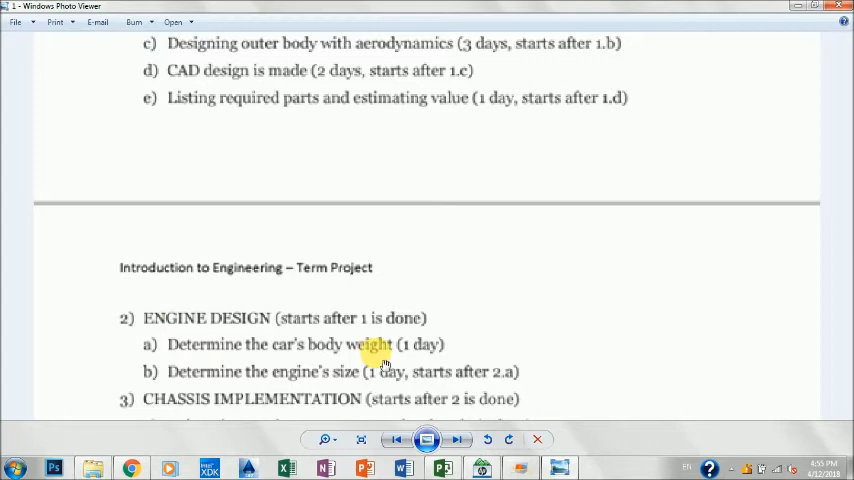 1 - Windows Photo Viewer
File Print E-mail Burn Open
c) Designing outer body with aerodynamics (3 days, starts after 1.b)
d) CAD design is made (2 days, starts after 1.c)
e) Listing required parts and estimating value (1 day, starts after 1.d)
Introduction to Engineering – Term Project
2) ENGINE DESIGN (starts after 1 is done)
a) Determine the car's body weight (1 day)
b) Determine the engine's size (1 day, starts after 2.a)
3) CHASSIS IMPLEMENTATION (starts after 2 is done)
EN
4:55 PM
4/12/2018